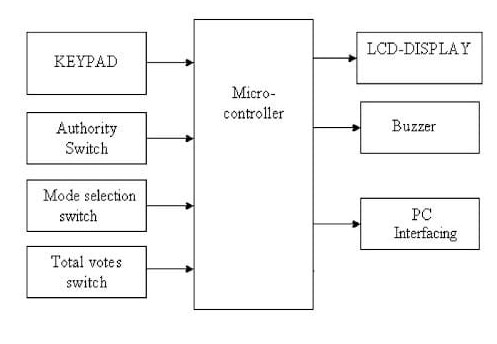 KEYPAD
Authority
Switch
Mode selection
switch
Total votes
switch
Micro-
controller
LCD-DISPLAY
Buzzer
PC
Interfacing